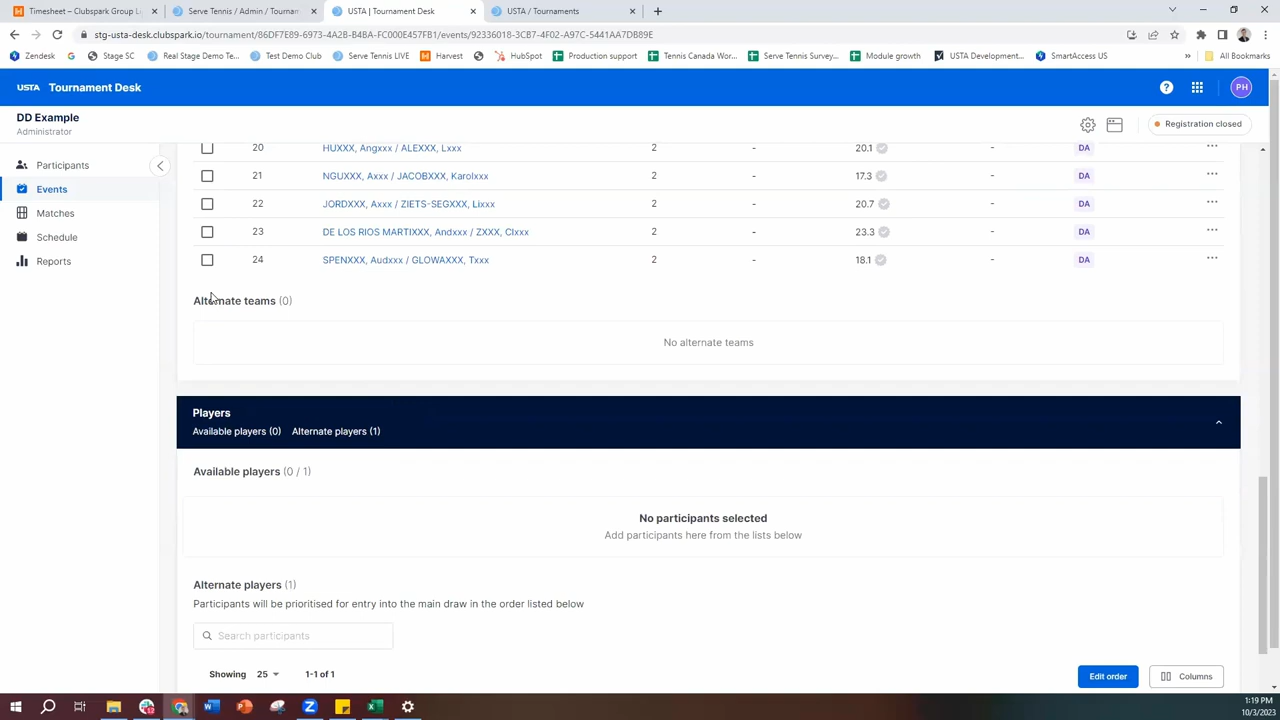 Timesheet – Clubspark Group L
Serve Tennis / Admin / Tournam
USTA | Tournament Desk
USTA / Tournaments
stg-usta-desk.clubspark.io/tournament/86DF7E89-6973-4A2B-B4BA-FC000E457FB1/events/92336018-3CB7-4F02-A97C-5441AA7DB89E
Zendesk
Stage SC
Real Stage Demo Te...
Test Demo Club
Serve Tennis LIVE
Harvest
HubSpot
Production support
Tennis Canada Wor...
Serve Tennis Survey...
Module growth
USTA Development...
SmartAccess US
»
All Bookmarks
USTA Tournament Desk
? PH
DD Example
Administrator
Registration closed
Participants
Events
Matches
Schedule
Reports
20 HUXXX, Angxxx / ALEXXX, Lxxx 2 - 20.1 - DA ...
21 NGUXXX, Axxx / JACOBXXX, Karolxxx 2 - 17.3 - DA ...
22 JORDXXX, Axxx / ZIETS-SEGXXX, Lixxx 2 - 20.7 - DA ...
23 DE LOS RIOS MARTIXXX, Andxxx / ZXXX, Clxxx 2 - 23.3 - DA ...
24 SPENXXX, Audxxx / GLOWAXXX, Txxx 2 - 18.1 - DA ...
Alternate teams (0)
No alternate teams
Players
Available players (0) Alternate players (1)
Available players (0 / 1)
No participants selected
Add participants here from the lists below
Alternate players (1)
Participants will be prioritised for entry into the main draw in the order listed below
Search participants
Showing 25 1-1 of 1
Edit order
Columns
1:19 PM
10/3/2023